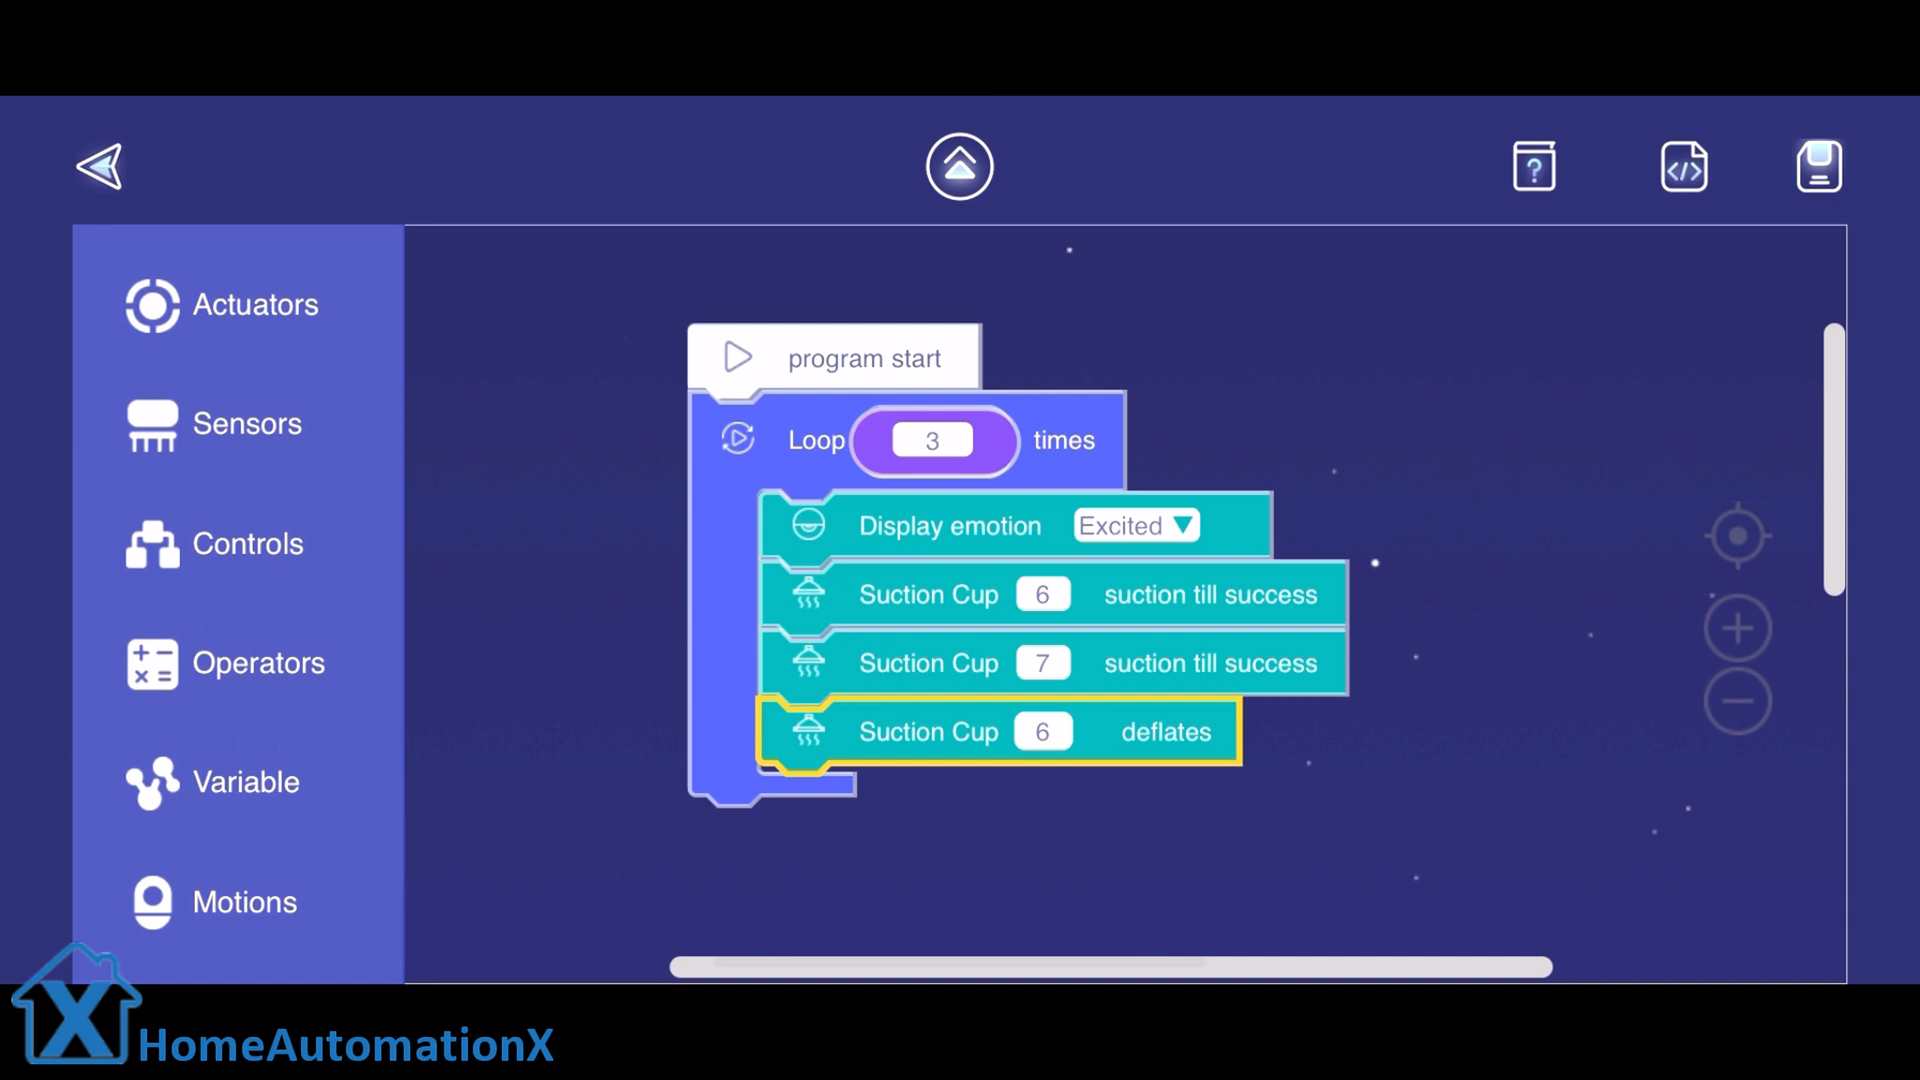 Actuators
Sensors
Controls
Operators
Variable
Motions
program start
Loop 3 times
Display emotion Excited
Suction Cup 6 suction till success
Suction Cup 7 suction till success
Suction Cup 6 deflates
HomeAutomationX